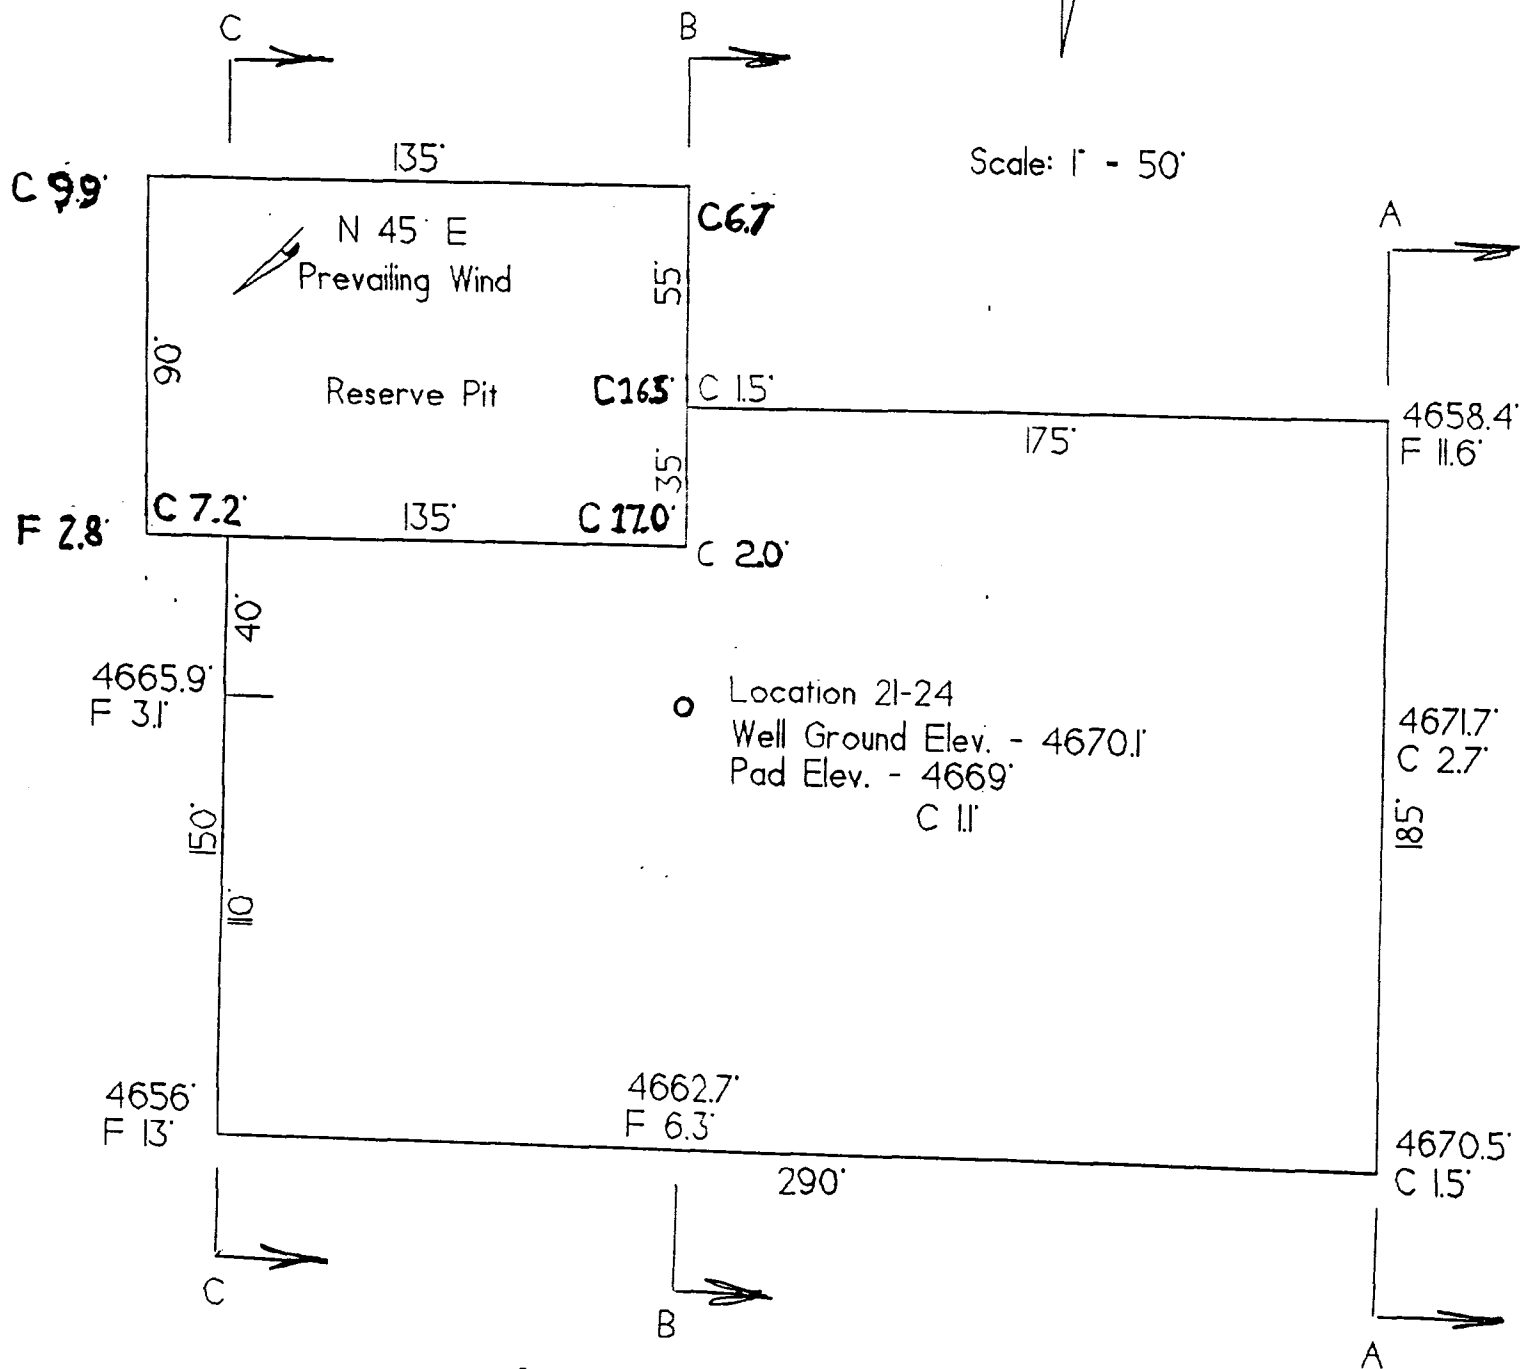 C
B
Scale: 1" - 50'
135'
C 9.9'
C 6.7
A
N 45° E
Prevailing Wind
55'
90'
Reserve Pit
C 16.5'
C 1.5'
175'
4658.4'
F 11.6'
35'
C 7.2'
135'
C 17.0'
F 2.8'
C 2.0'
40'
4665.9'
F 3.1'
Location 21-24
Well Ground Elev. - 4670.1'
Pad Elev. - 4669'
C 1.1'
4671.7'
C 2.7'
150'
185'
110'
4656'
F 13'
4662.7'
F 6.3'
4670.5'
C 1.5'
290'
C
B
A